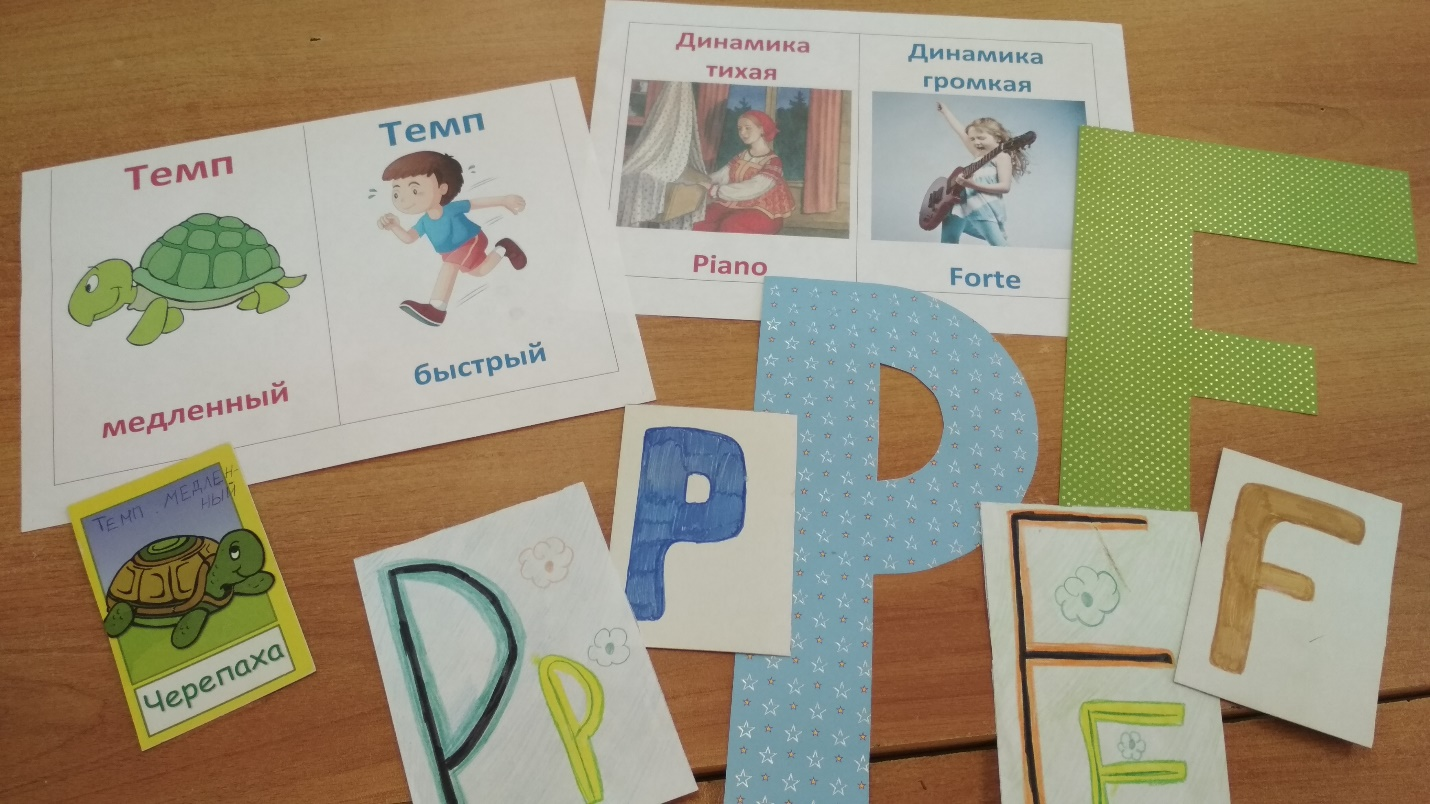 Темп
медленный
Темп
быстрый
Динамика
тихая
Piano
Динамика
громкая
Forte
ТЕМП МЕДЛЕН-
НЫЙ
Черепаха
P
p
P
P
F
F
F
F